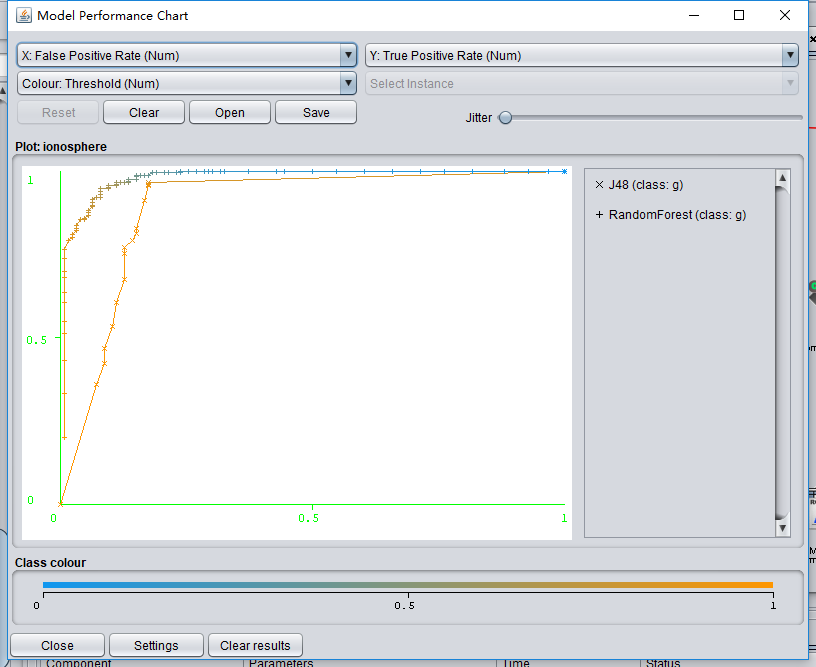 Model Performance Chart
X: False Positive Rate (Num) Y: True Positive Rate (Num)
Colour: Threshold (Num) Select Instance
Reset Clear Open Save Jitter
Plot: ionosphere
1
0.5
0
0 0.5 1
× J48 (class: g)
+ RandomForest (class: g)
Class colour
0 0.5 1
Close Settings Clear results
Component Parameters Time Status